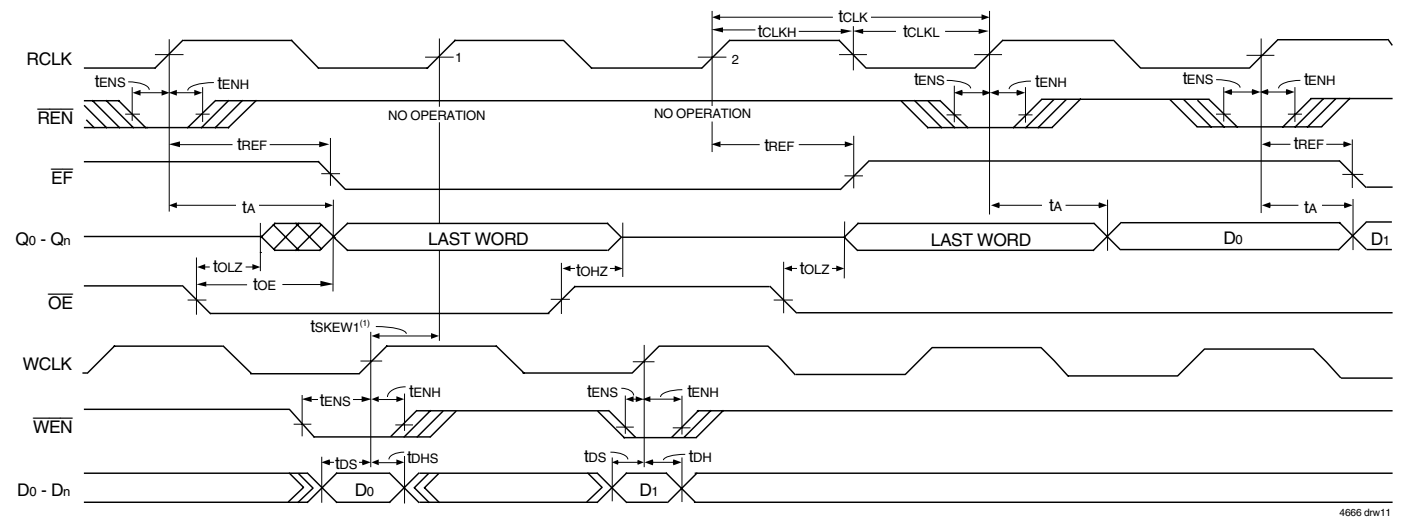 tCLK
tCLKH tCLKL
RCLK 1 2
tENS tENH tENS tENH tENS tENH
REN NO OPERATION NO OPERATION
tREF tREF tREF
EF
tA tA tA
Q0 - Qn LAST WORD LAST WORD D0 D1
tOLZ tOHZ tOLZ
tOE
OE
tSKEW1(1)
WCLK
tENS tENH tENS tENH
WEN
tDS tDHS tDS tDH
D0 - Dn D0 D1
4666 drw11